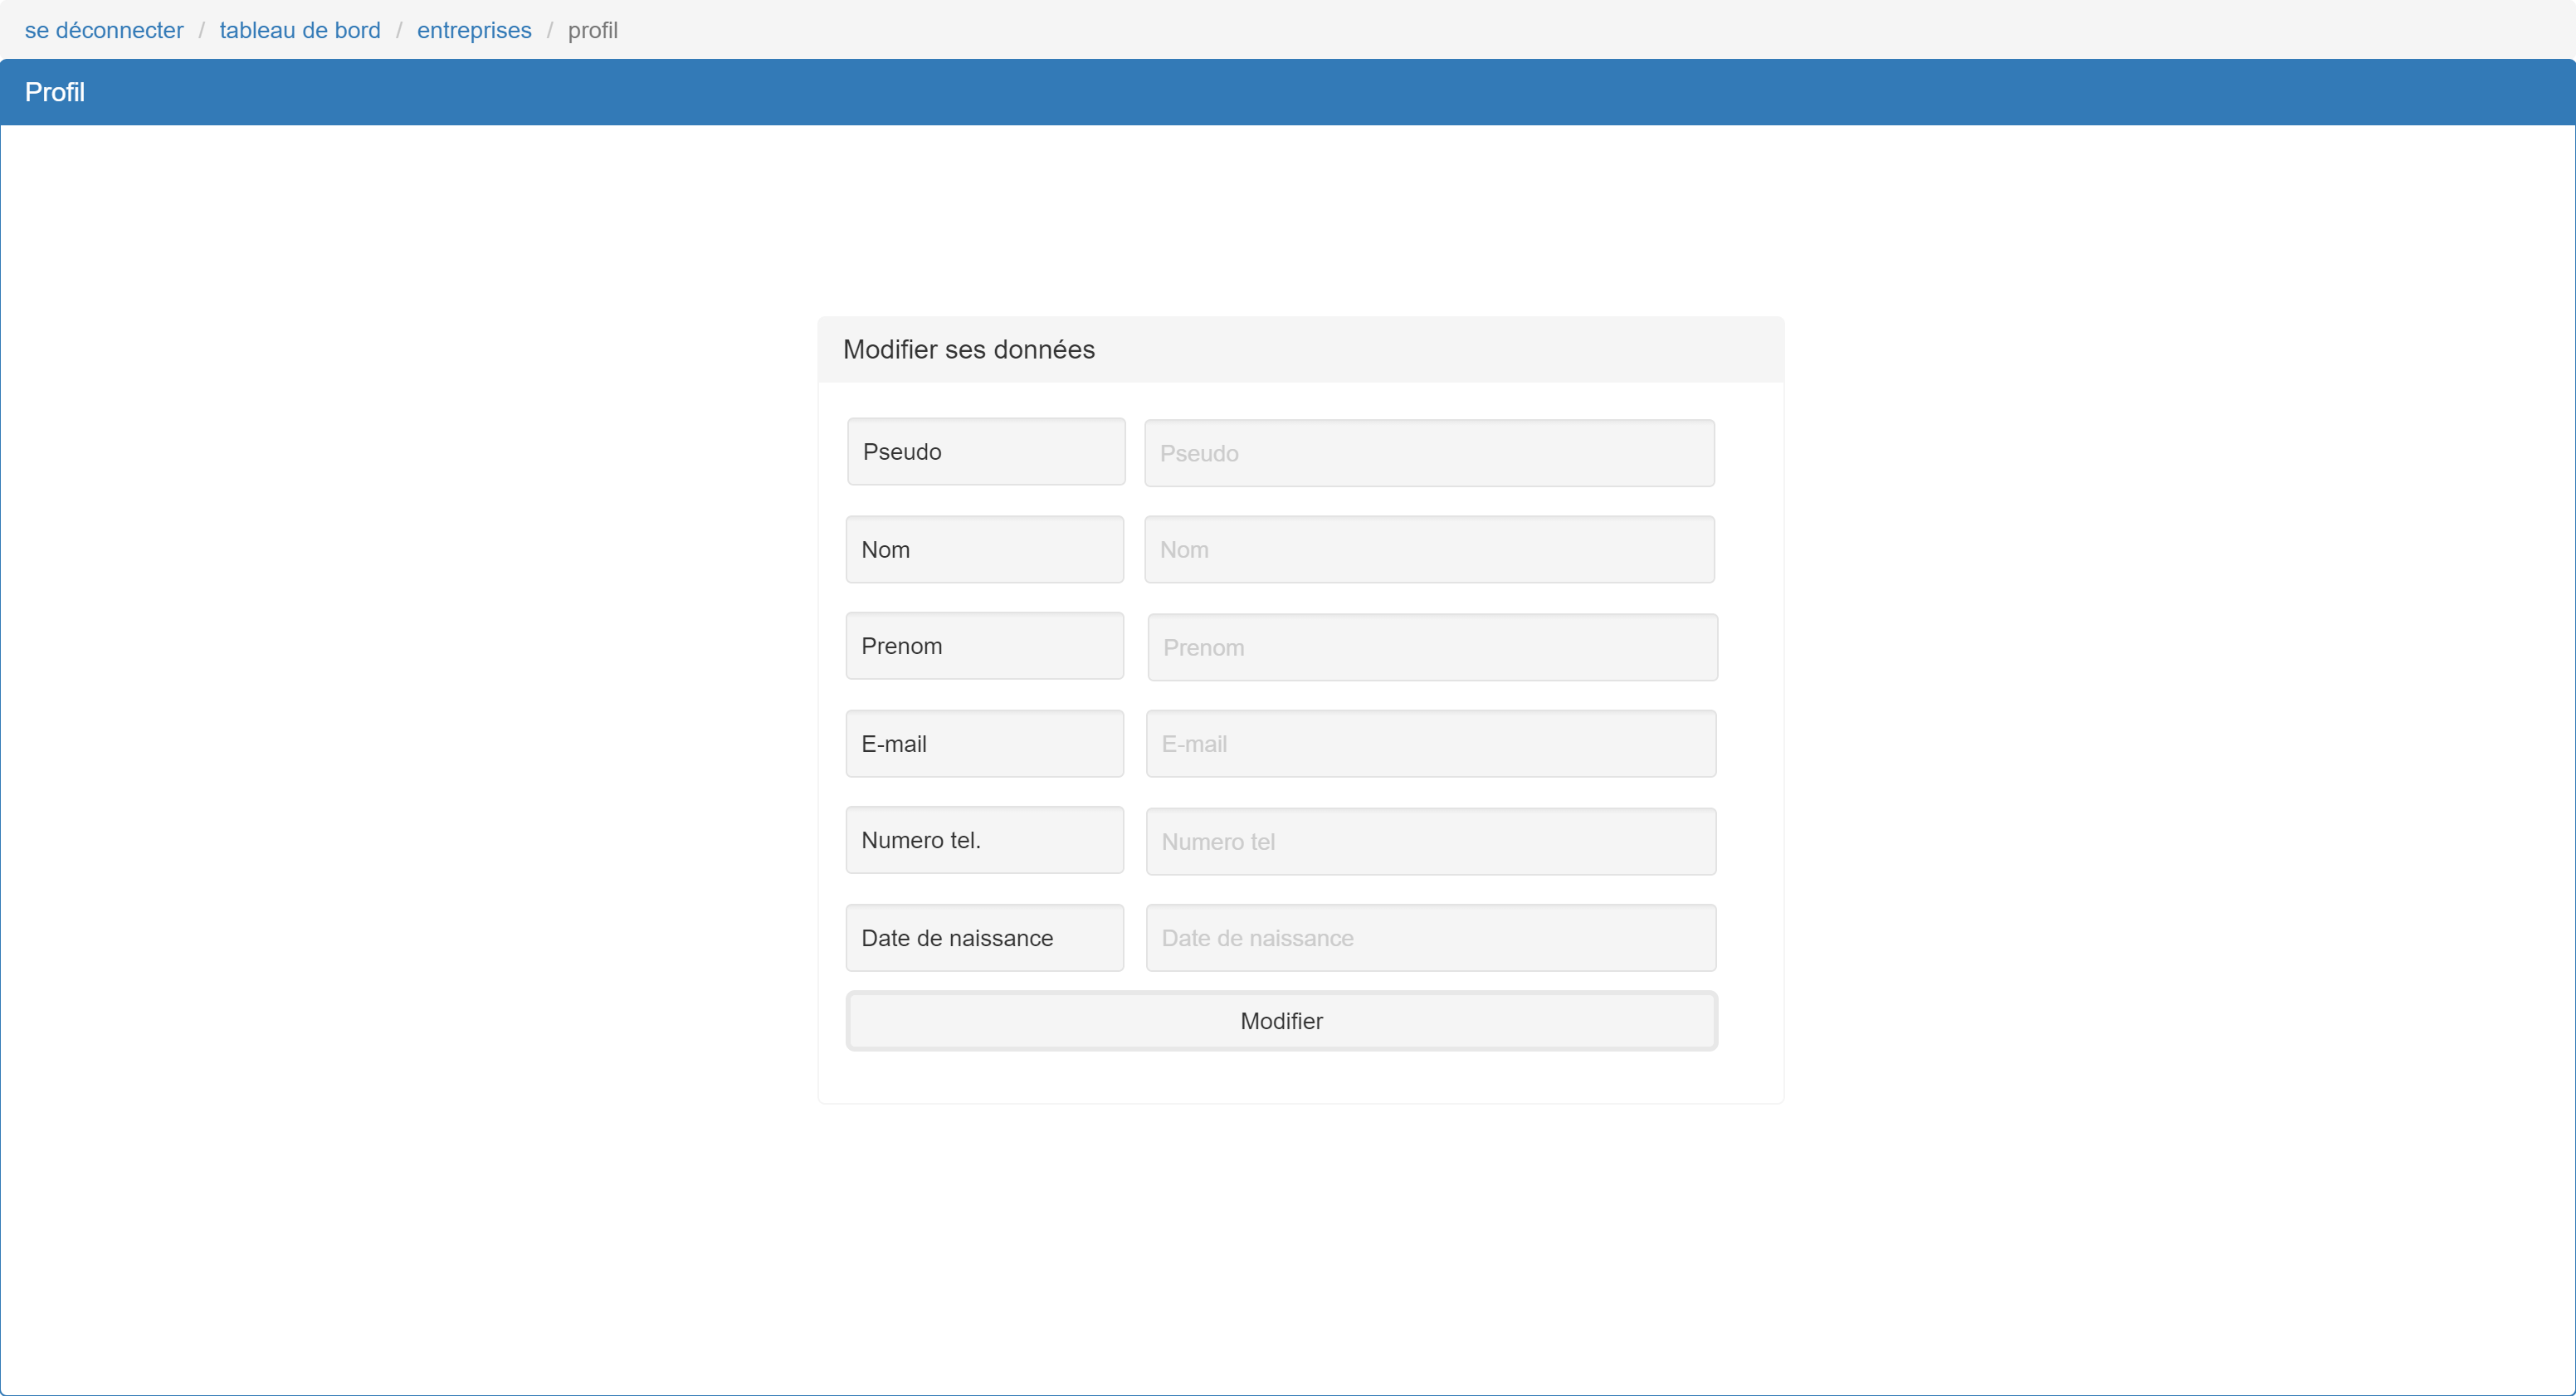 se déconnecter / tableau de bord / entreprises / profil
Profil
Modifier ses données
Pseudo Pseudo
Nom Nom
Prenom Prenom
E-mail E-mail
Numero tel. Numero tel
Date de naissance Date de naissance
Modifier